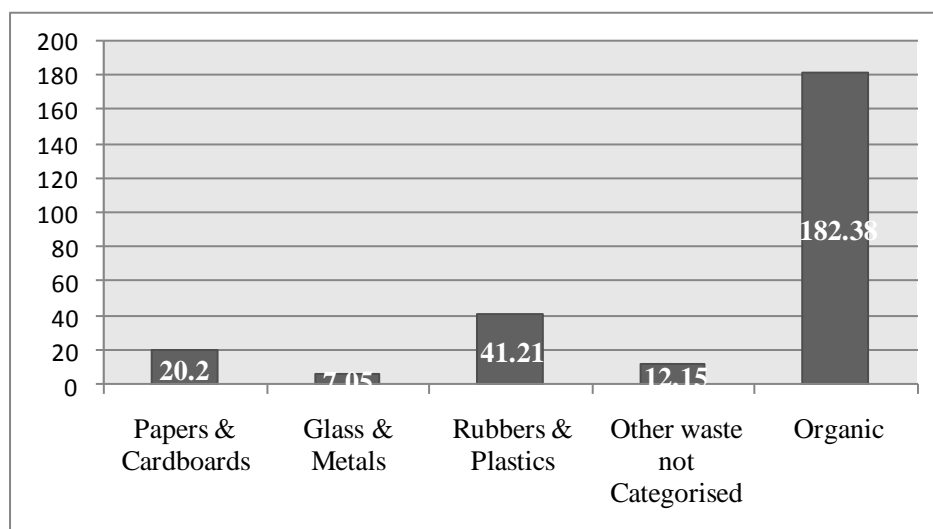 200
180
160
140
120
100
80
60
40
20
0
20.2
7.05
41.21
12.15
182.38
Papers &
Cardboards
Glass &
Metals
Rubbers &
Plastics
Other waste
not
Categorised
Organic